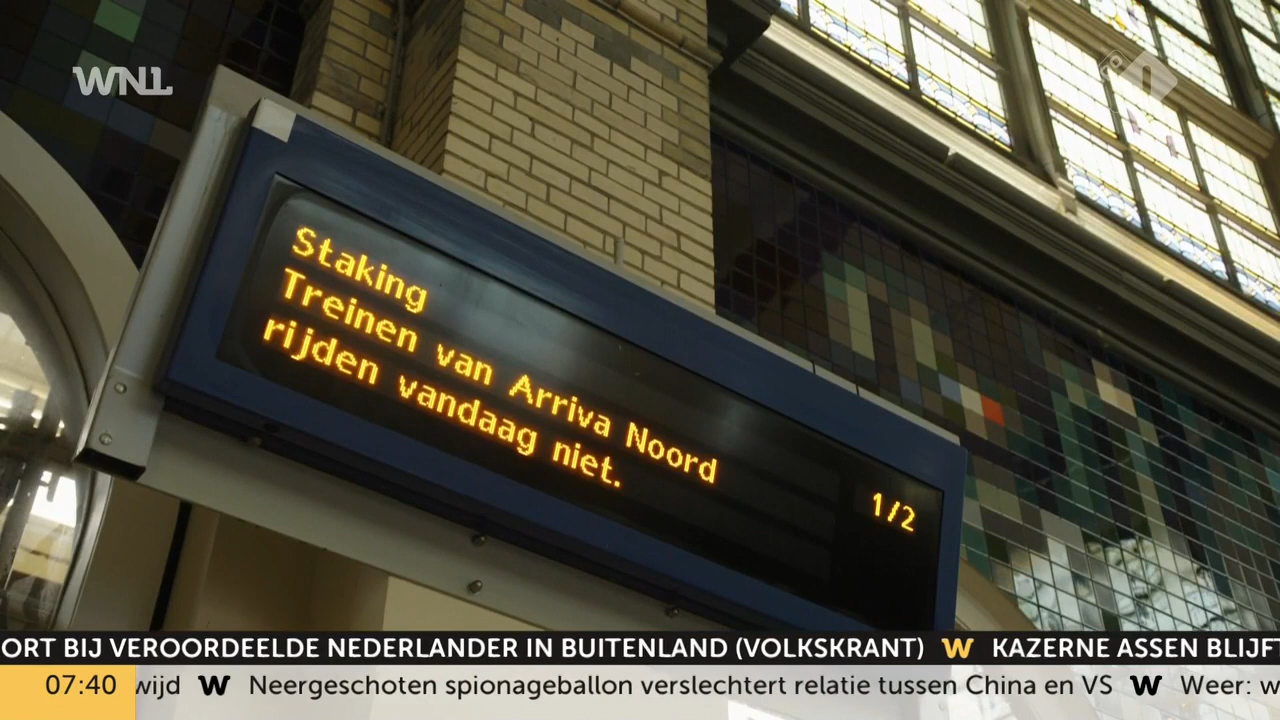 WNL
Staking
Treinen van Arriva Noord
rijden vandaag niet.
1/2
ORT BIJ VEROORDEELDE NEDERLANDER IN BUITENLAND (VOLKSKRANT) W KAZERNE ASSEN BLIJFT
07:40 wijd W Neergeschoten spionageballon verslechtert relatie tussen China en VS W Weer: w